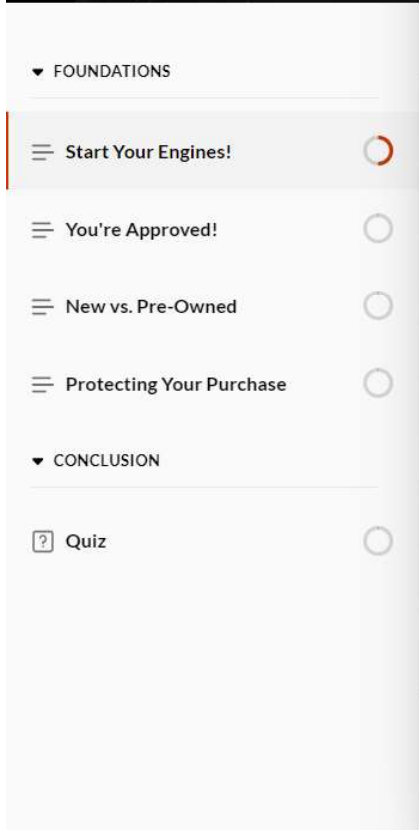 FOUNDATIONS
Start Your Engines!
You're Approved!
New vs. Pre-Owned
Protecting Your Purchase
CONCLUSION
? Quiz